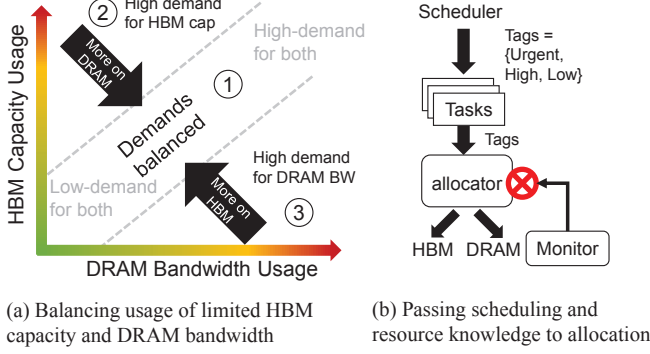 HBM Capacity Usage
2
High demand
for HBM cap
More on
DRAM
High-demand
for both
1
Demands
balanced
High demand
for DRAM BW
More on
HBM
3
Low-demand
for both
DRAM Bandwidth Usage
(a) Balancing usage of limited HBM
capacity and DRAM bandwidth
Scheduler
Tags =
{Urgent,
High, Low}
Tasks
Tags
allocator
HBM
DRAM
Monitor
(b) Passing scheduling and
resource knowledge to allocation